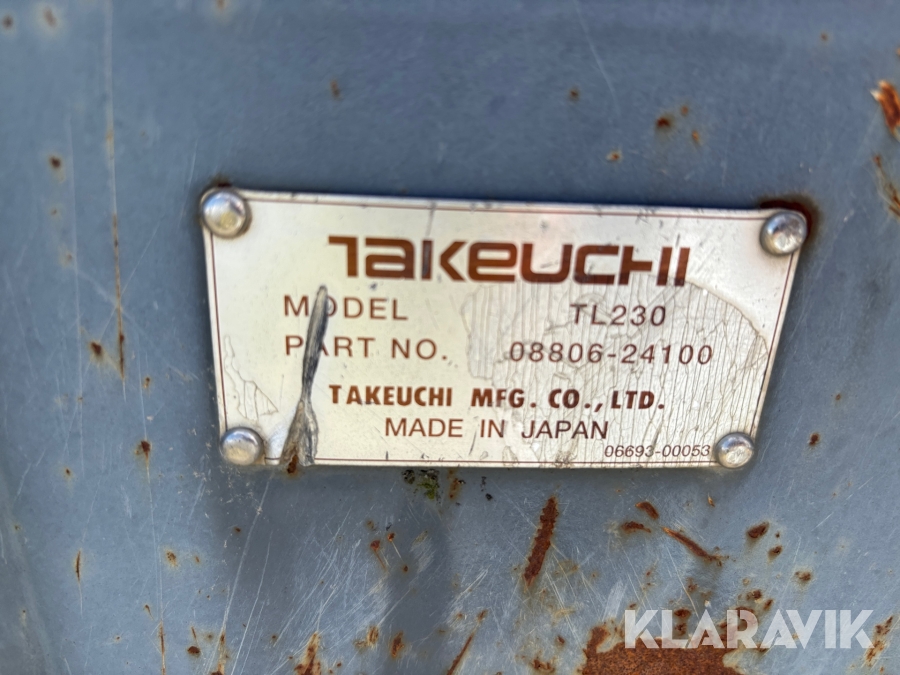 TAKEUCHI
MODEL TL230
PART NO. 08806-24100
TAKEUCHI MFG. CO., LTD.
MADE IN JAPAN
06693-00053
KLARAVIK